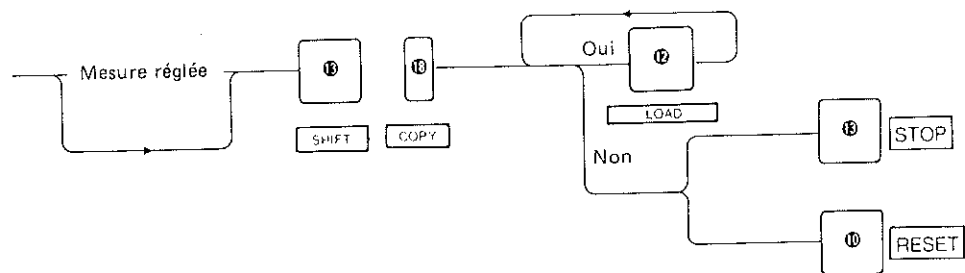 Mesure réglée
⓭
⓲
Oui
⓬
SHIFT
COPY
LOAD
Non
⓭
STOP
❿
RESET